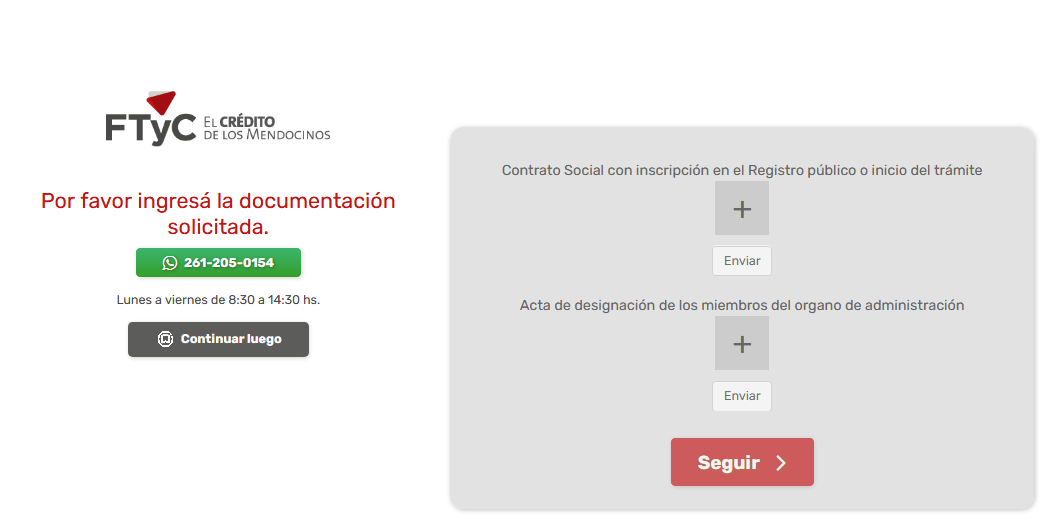 FTyC EL CRÉDITO
DE LOS MENDOCINOS
Por favor ingresá la documentación
solicitada.
261-205-0154
Lunes a viernes de 8:30 a 14:30 hs.
Continuar luego
Contrato Social con inscripción en el Registro público o inicio del trámite
+
Enviar
Acta de designación de los miembros del organo de administración
+
Enviar
Seguir